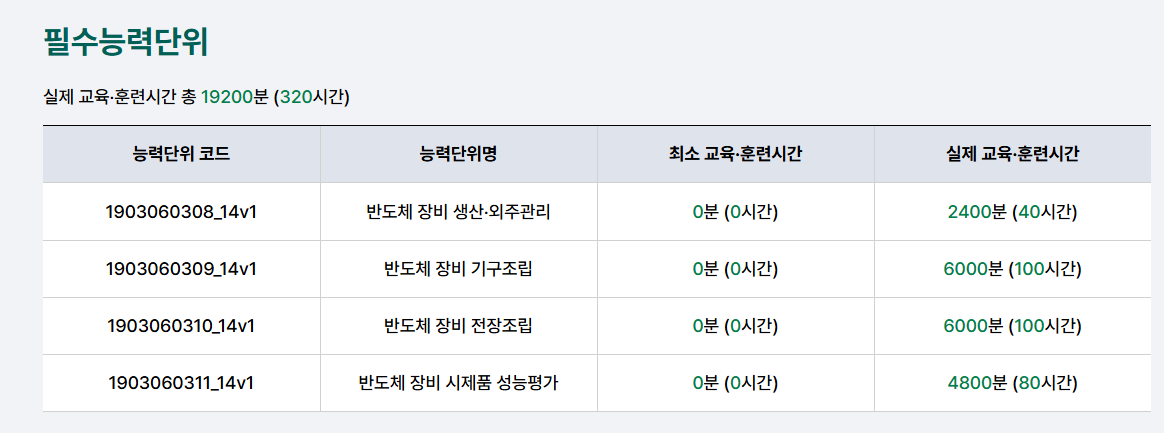 필수능력단위
실제 교육·훈련시간 총 19200분 (320시간)
능력단위 코드 능력단위명 최소 교육·훈련시간 실제 교육·훈련시간
1903060308_14v1 반도체 장비 생산·외주관리 0분 (0시간) 2400분 (40시간)
1903060309_14v1 반도체 장비 기구조립 0분 (0시간) 6000분 (100시간)
1903060310_14v1 반도체 장비 전장조립 0분 (0시간) 6000분 (100시간)
1903060311_14v1 반도체 장비 시제품 성능평가 0분 (0시간) 4800분 (80시간)